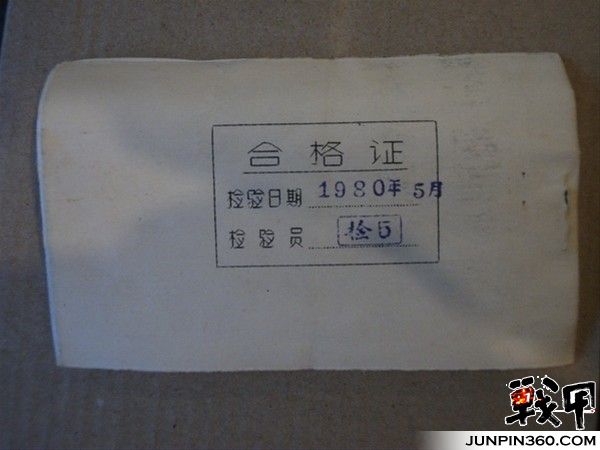 合格证
检验日期 1980年 5月
检验员 检5
战甲
JUNPIN360.COM